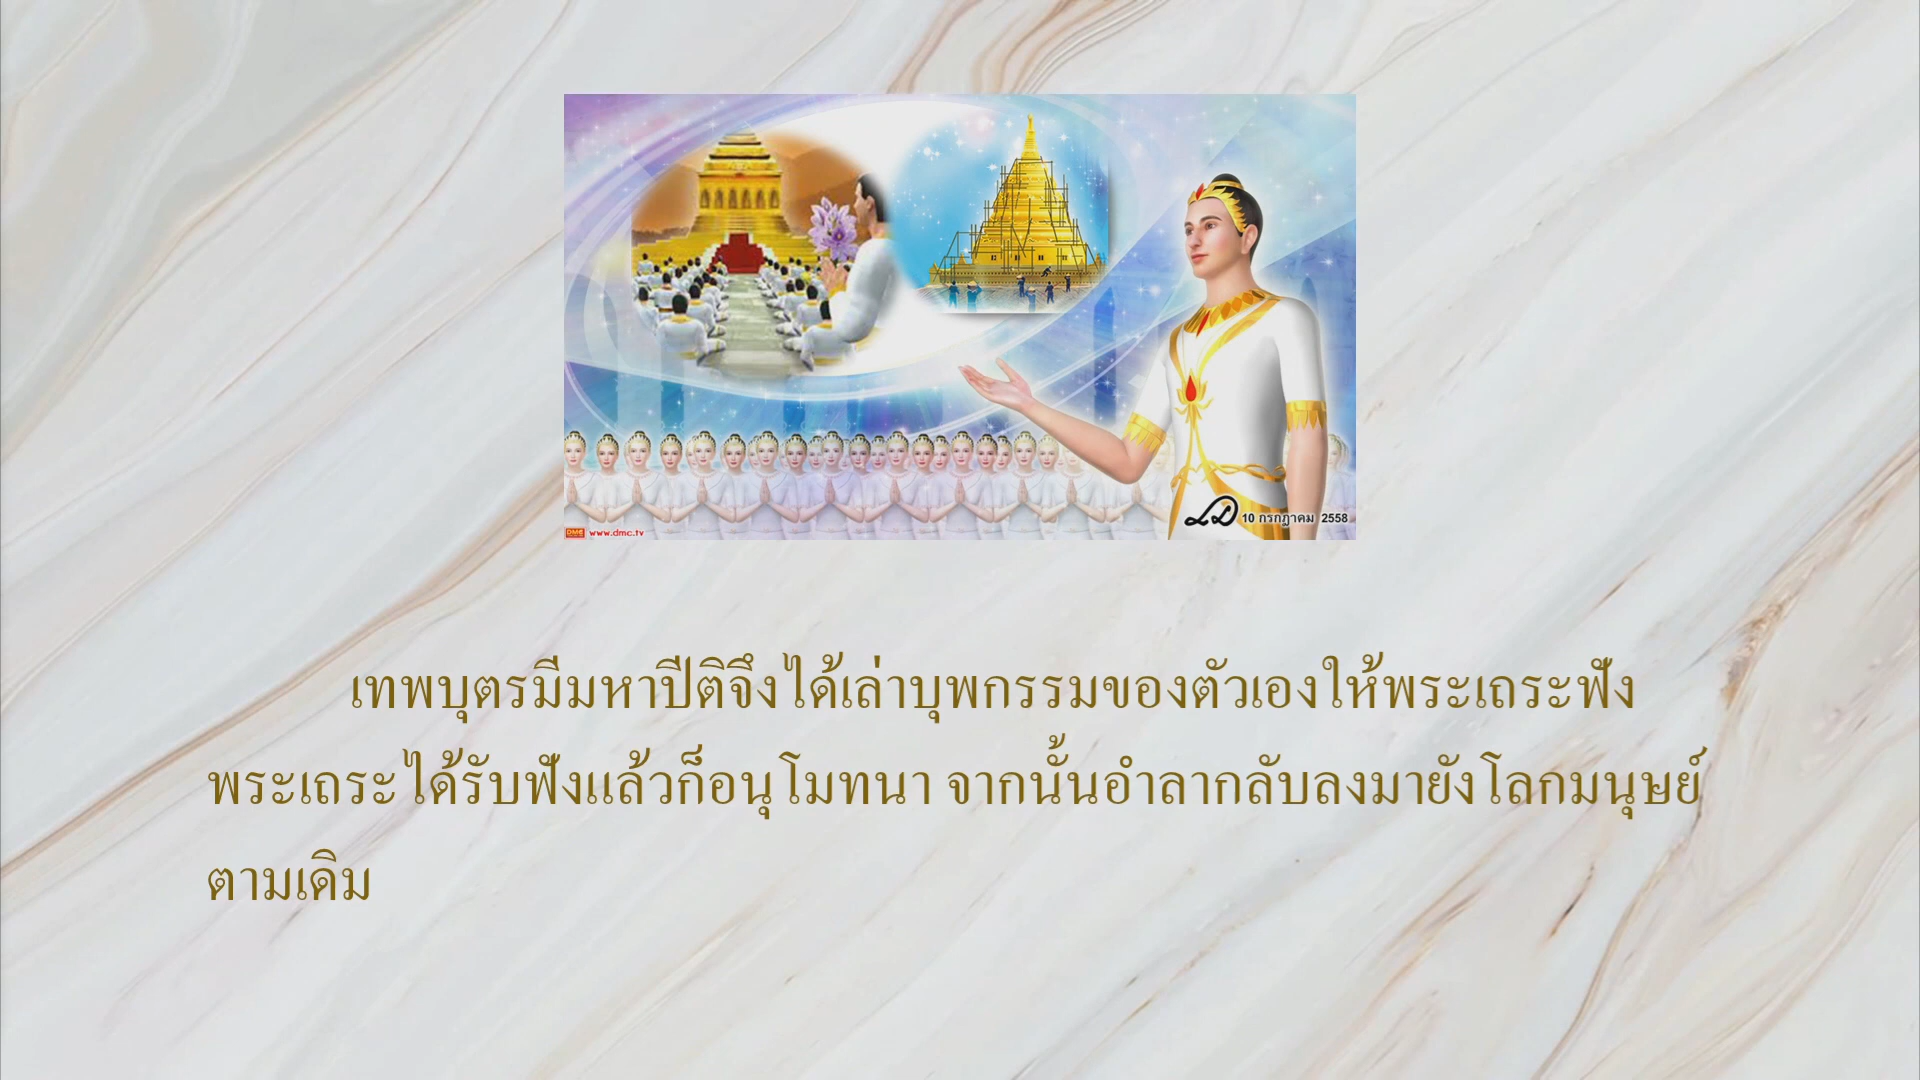 10 กรกฎาคม 2558
DMC www.dmc.tv
เทพบุตรมีมหาปีติจึงได้เล่าบุพกรรมของตัวเองให้พระเถระฟัง
พระเถระได้รับฟังแล้วก็อนุโมทนา จากนั้นอำลากลับลงมายังโลกมนุษย์
ตามเดิม